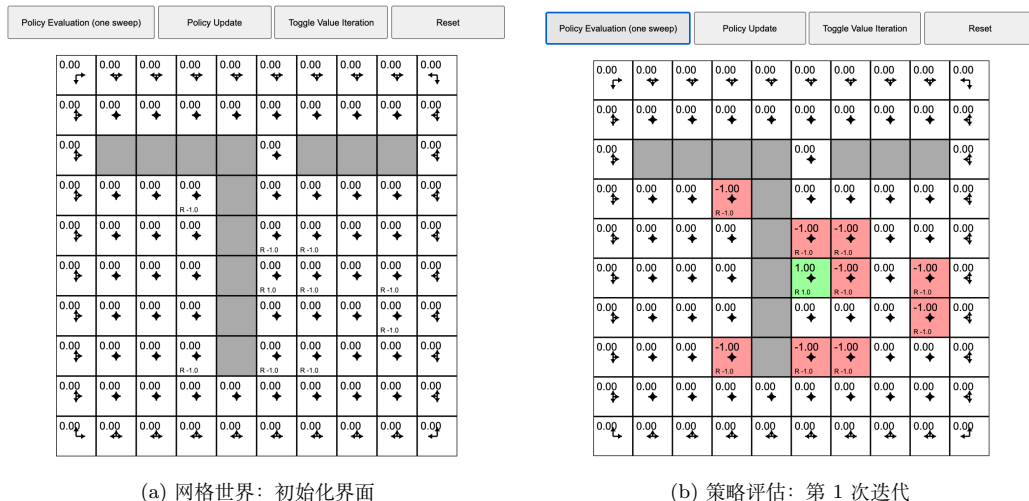 Policy Evaluation (one sweep) Policy Update Toggle Value Iteration Reset
0.00 0.00 0.00 0.00 0.00 0.00 0.00 0.00 0.00 0.00
0.00 0.00 0.00 0.00 0.00 0.00 0.00 0.00 0.00 0.00
0.00 0.00 0.00
0.00 0.00 0.00 0.00 0.00 0.00 0.00 0.00 0.00
R -1.0
0.00 0.00 0.00 0.00 0.00 0.00 0.00 0.00 0.00
R -1.0 R -1.0
0.00 0.00 0.00 0.00 0.00 0.00 0.00 0.00 0.00
R 1.0 R -1.0 R -1.0
0.00 0.00 0.00 0.00 0.00 0.00 0.00 0.00 0.00
R -1.0
0.00 0.00 0.00 0.00 0.00 0.00 0.00 0.00 0.00
R -1.0 R -1.0 R -1.0
0.00 0.00 0.00 0.00 0.00 0.00 0.00 0.00 0.00 0.00
0.00 0.00 0.00 0.00 0.00 0.00 0.00 0.00 0.00 0.00
(a) 网格世界：初始化界面
Policy Evaluation (one sweep) Policy Update Toggle Value Iteration Reset
0.00 0.00 0.00 0.00 0.00 0.00 0.00 0.00 0.00 0.00
0.00 0.00 0.00 0.00 0.00 0.00 0.00 0.00 0.00 0.00
0.00 0.00 0.00
0.00 0.00 0.00 -1.00 0.00 0.00 0.00 0.00 0.00
R -1.0
0.00 0.00 0.00 0.00 -1.00 -1.00 0.00 0.00 0.00
R -1.0 R -1.0
0.00 0.00 0.00 0.00 1.00 -1.00 0.00 -1.00 0.00
R 1.0 R -1.0 R -1.0
0.00 0.00 0.00 0.00 0.00 0.00 0.00 -1.00 0.00
R -1.0
0.00 0.00 0.00 -1.00 -1.00 -1.00 0.00 0.00 0.00
R -1.0 R -1.0 R -1.0
0.00 0.00 0.00 0.00 0.00 0.00 0.00 0.00 0.00 0.00
0.00 0.00 0.00 0.00 0.00 0.00 0.00 0.00 0.00 0.00
(b) 策略评估：第 1 次迭代